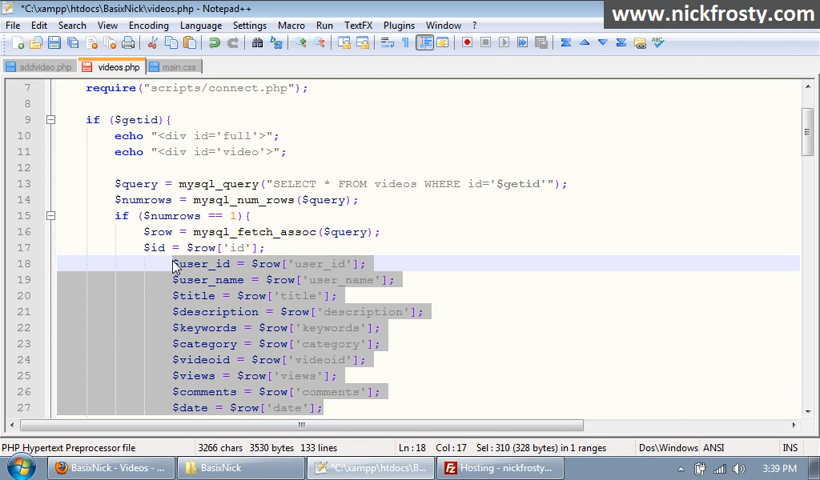 *C:\xampp\htdocs\BasixNick\videos.php - Notepad++
www.nickfrosty.com
File Edit Search View Encoding Language Settings Macro Run TextFX Plugins Window ?
addvideo.php videos.php main.css
7 require("scripts/connect.php");
8
9 if ($getid){
10 echo "<div id='full'>";
11 echo "<div id='video'>";
12
13 $query = mysql_query("SELECT * FROM videos WHERE id='$getid'");
14 $numrows = mysql_num_rows($query);
15 if ($numrows == 1){
16 $row = mysql_fetch_assoc($query);
17 $id = $row['id'];
18 $user_id = $row['user_id'];
19 $user_name = $row['user_name'];
20 $title = $row['title'];
21 $description = $row['description'];
22 $keywords = $row['keywords'];
23 $category = $row['category'];
24 $videoid = $row['videoid'];
25 $views = $row['views'];
26 $comments = $row['comments'];
27 $date = $row['date'];
PHP Hypertext Preprocessor file 3266 chars 3530 bytes 133 lines Ln : 18 Col : 17 Sel : 310 (328 bytes) in 1 ranges Dos\Windows ANSI INS
BasixNick - Videos - ... BasixNick *C:\xampp\htdocs\B... Hosting - nickfrosty... 3:39 PM